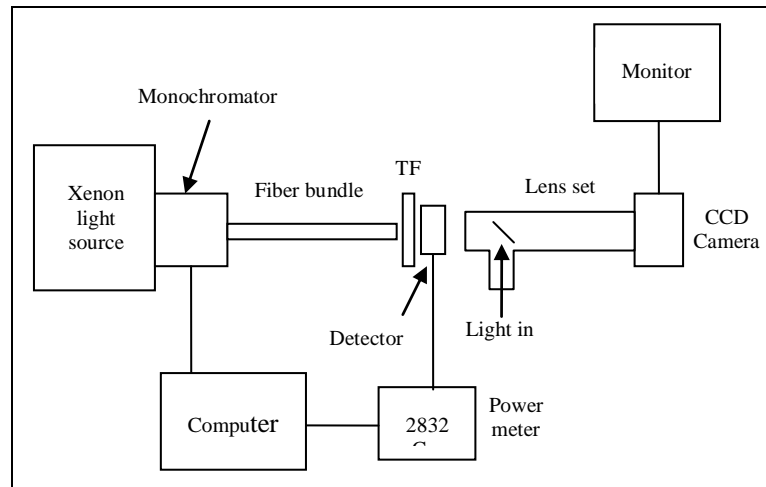 Monitor
Monochromator
TF
Xenon
light
source
Fiber bundle
Lens set
CCD
Camera
Detector
Light in
Computer
2832
Power
meter